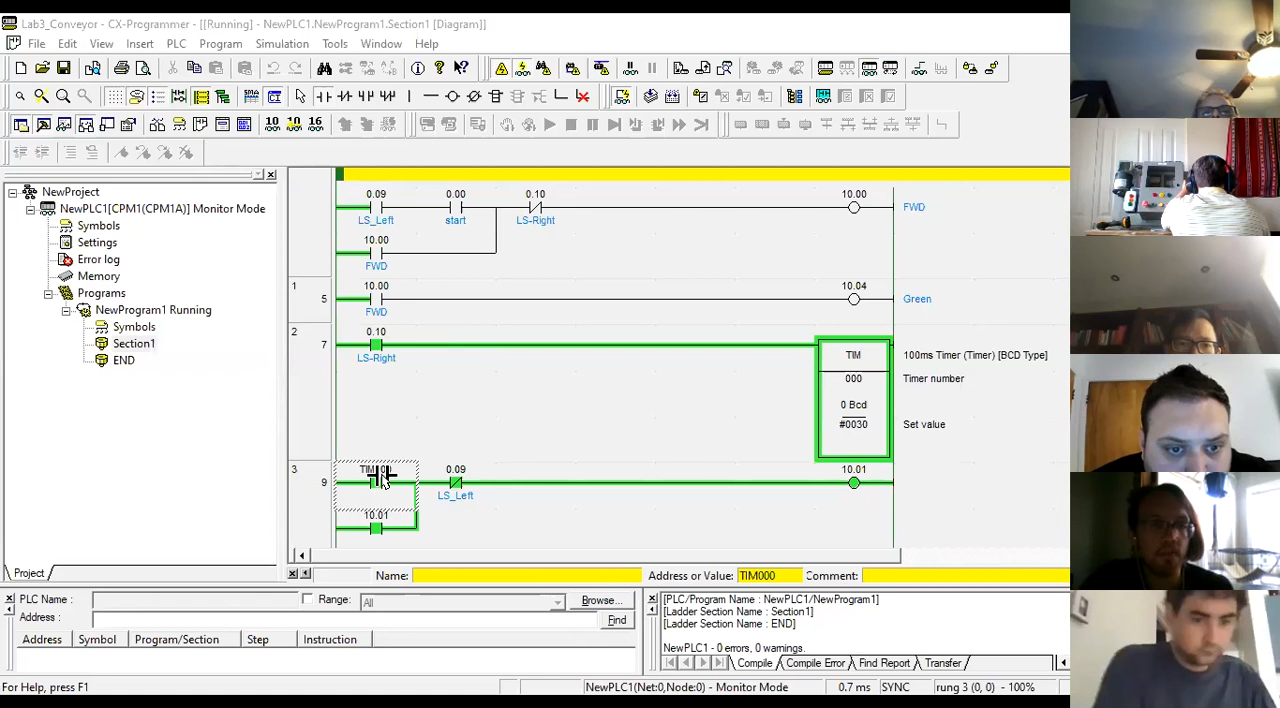 Lab3_Conveyor - CX-Programmer - [[Running] - NewPLC1.NewProgram1.Section1 [Diagram]]
File Edit View Insert PLC Program Simulation Tools Window Help
10 10 16
NewProject
NewPLC1[CPM1(CPM1A)] Monitor Mode
Symbols
Settings
Error log
Memory
Programs
NewProgram1 Running
Symbols
Section1
END
Project
0.09 0.00 0.10 10.00
LS_Left start LS-Right FWD
10.00
FWD
1
5
10.00 10.04
FWD Green
2
7
0.10
LS-Right
TIM 100ms Timer (Timer) [BCD Type]
000 Timer number
0 Bcd
#0030 Set value
3
9
0.09 10.01
LS_Left
10.01
Name: Address or Value: TIM000 Comment:
PLC Name :
Range: All Browse...
Address : Find
Address Symbol Program/Section Step Instruction
[PLC/Program Name : NewPLC1/NewProgram1]
[Ladder Section Name : Section1]
[Ladder Section Name : END]
NewPLC1 - 0 errors, 0 warnings.
Compile Compile Error Find Report Transfer
For Help, press F1
NewPLC1(Net:0,Node:0) - Monitor Mode 0.7 ms SYNC rung 3 (0, 0) - 100%